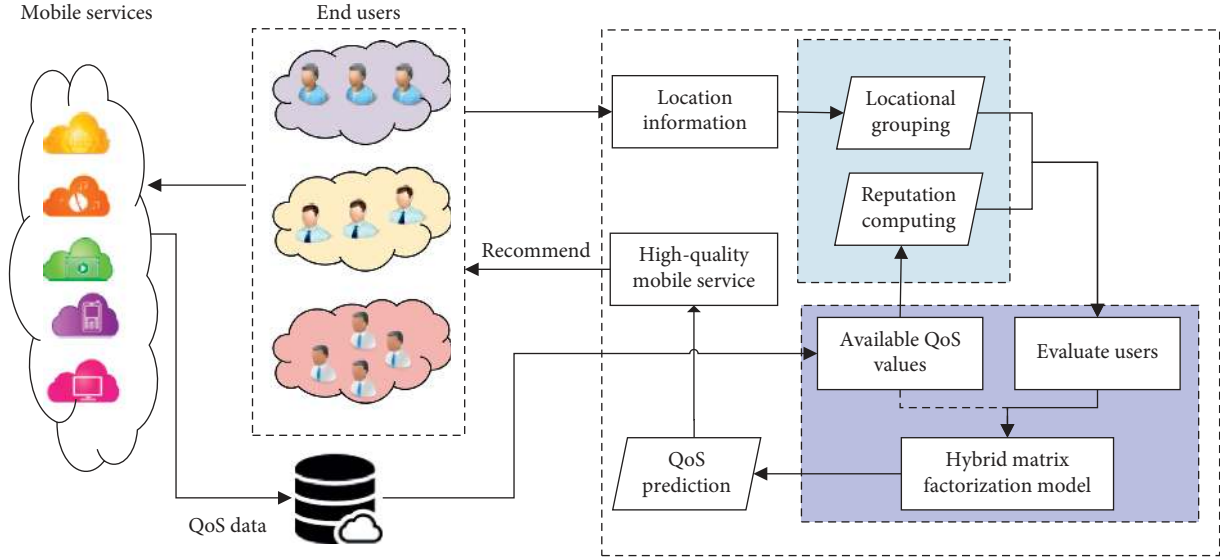 Mobile services
End users
Location
information
Locational
grouping
Reputation
computing
Recommend
High-quality
mobile service
Available QoS
values
Evaluate users
QoS
prediction
Hybrid matrix
factorization model
QoS data